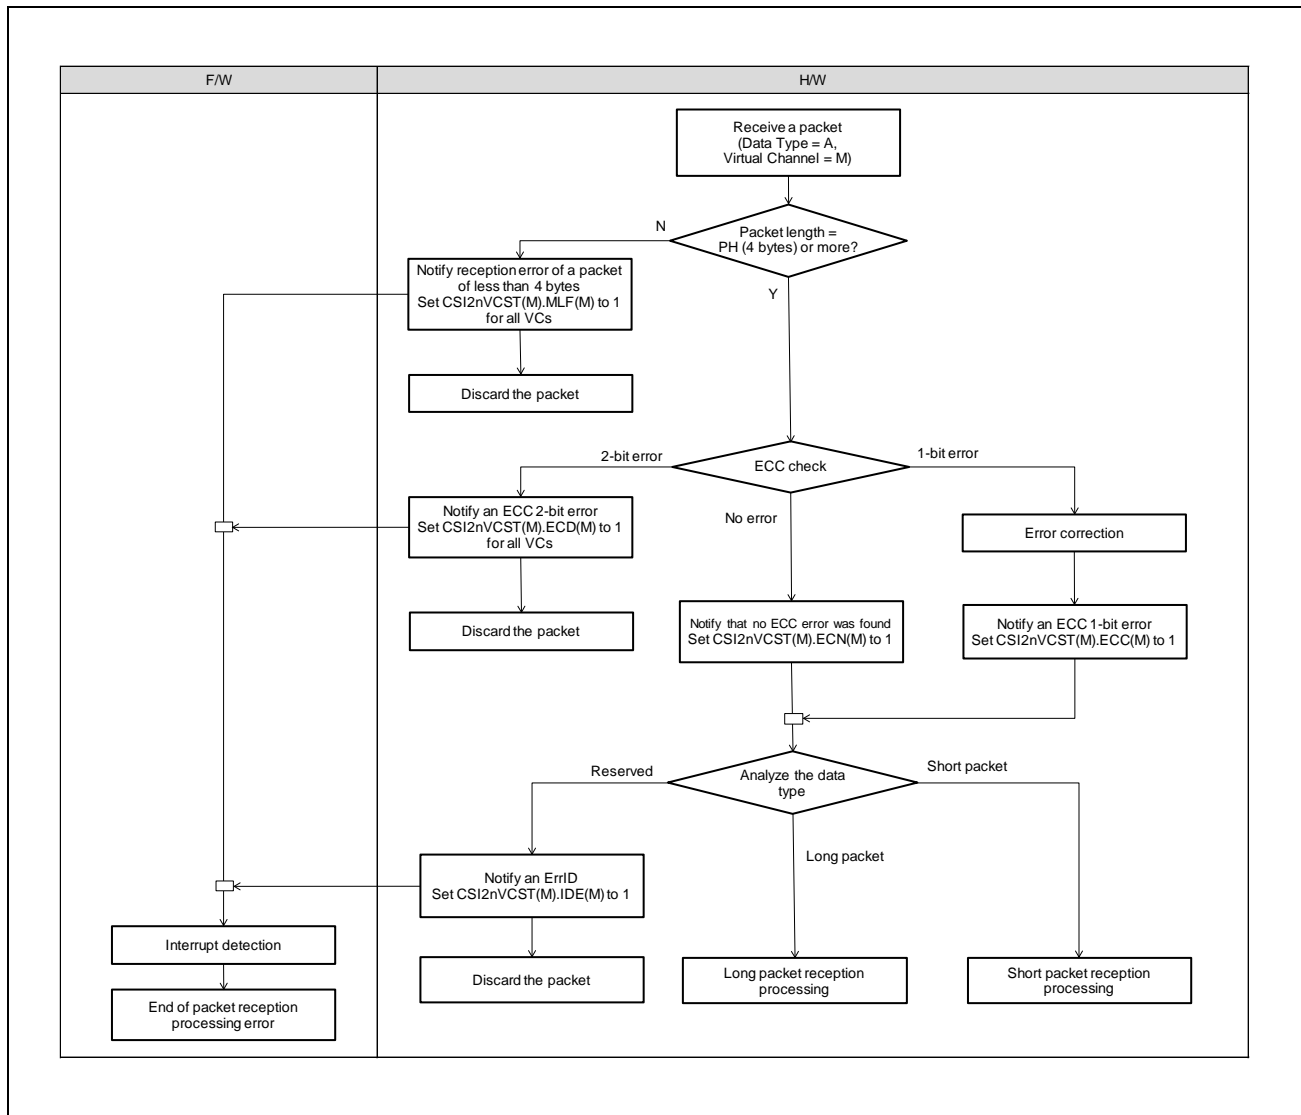 F/W
H/W
Receive a packet
(Data Type = A,
Virtual Channel = M)
N
Packet length =
PH (4 bytes) or more?
Y
Notify reception error of a packet
of less than 4 bytes
Set CSI2nVCST(M).MLF(M) to 1
for all VCs
Discard the packet
2-bit error
ECC check
1-bit error
No error
Notify an ECC 2-bit error
Set CSI2nVCST(M).ECD(M) to 1
for all VCs
Error correction
Discard the packet
Notify that no ECC error was found
Set CSI2nVCST(M).ECN(M) to 1
Notify an ECC 1-bit error
Set CSI2nVCST(M).ECC(M) to 1
Reserved
Analyze the data
type
Short packet
Long packet
Notify an ErrID
Set CSI2nVCST(M).IDE(M) to 1
Interrupt detection
Discard the packet
Long packet reception
processing
Short packet reception
processing
End of packet reception
processing error